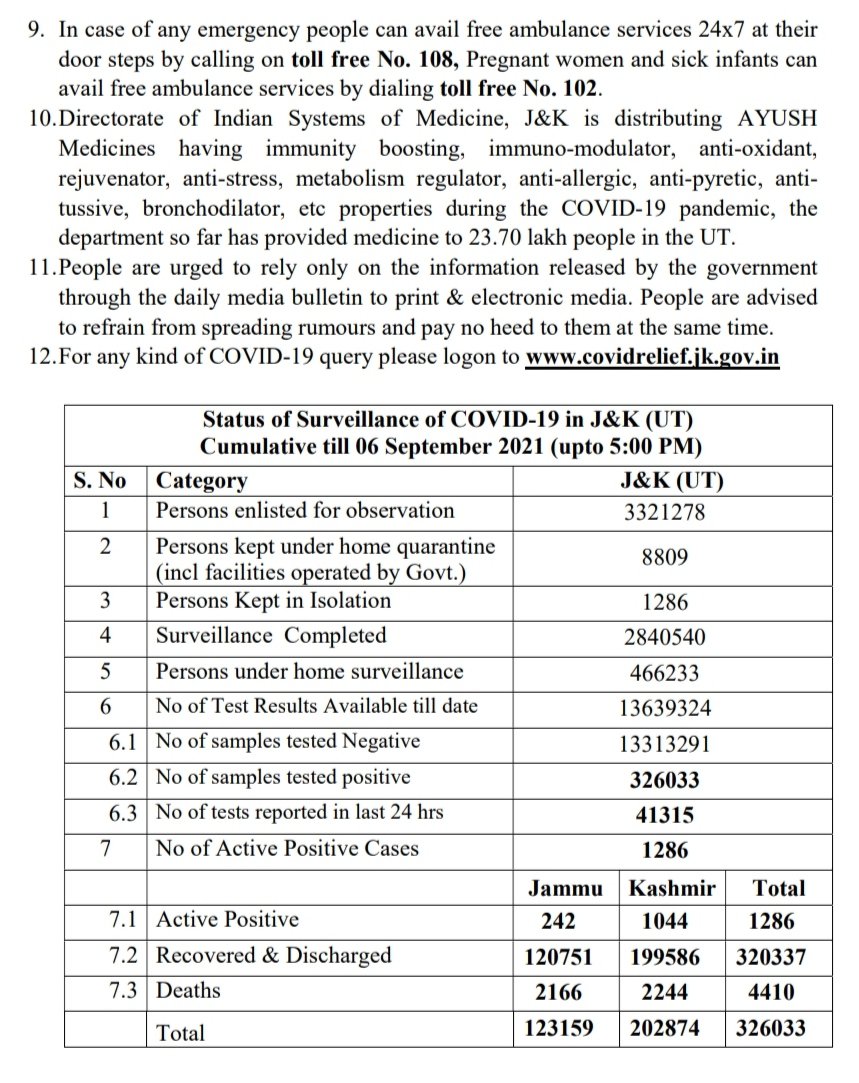 9. In case of any emergency people can avail free ambulance services 24x7 at their
door steps by calling on toll free No. 108, Pregnant women and sick infants can
avail free ambulance services by dialing toll free No. 102.
10.Directorate of Indian Systems of Medicine, J&K is distributing AYUSH
Medicines having immunity boosting, immuno-modulator, anti-oxidant,
rejuvenator, anti-stress, metabolism regulator, anti-allergic, anti-pyretic, anti-
tussive, bronchodilator, etc properties during the COVID-19 pandemic, the
department so far has provided medicine to 23.70 lakh people in the UT.
11.People are urged to rely only on the information released by the government
through the daily media bulletin to print & electronic media. People are advised
to refrain from spreading rumours and pay no heed to them at the same time.
12.For any kind of COVID-19 query please logon to www.covidrelief.jk.gov.in
Status of Surveillance of COVID-19 in J&K (UT)
Cumulative till 06 September 2021 (upto 5:00 PM)
S. No Category J&K (UT)
1 Persons enlisted for observation 3321278
2 Persons kept under home quarantine
(incl facilities operated by Govt.) 8809
3 Persons Kept in Isolation 1286
4 Surveillance Completed 2840540
5 Persons under home surveillance 466233
6 No of Test Results Available till date 13639324
6.1 No of samples tested Negative 13313291
6.2 No of samples tested positive 326033
6.3 No of tests reported in last 24 hrs 41315
7 No of Active Positive Cases 1286
Jammu Kashmir Total
7.1 Active Positive 242 1044 1286
7.2 Recovered & Discharged 120751 199586 320337
7.3 Deaths 2166 2244 4410
Total 123159 202874 326033